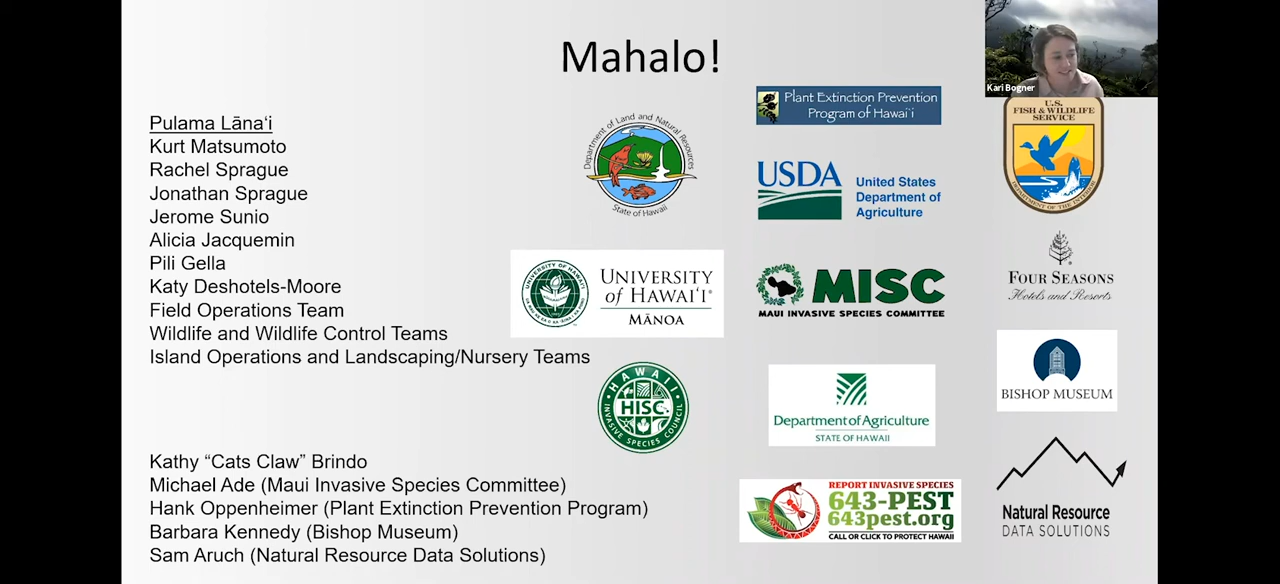 Mahalo!
Kari Bogner
Pulama Lānaʻi
Kurt Matsumoto
Rachel Sprague
Jonathan Sprague
Jerome Sunio
Alicia Jacquemin
Pili Gella
Katy Deshotels-Moore
Field Operations Team
Wildlife and Wildlife Control Teams
Island Operations and Landscaping/Nursery Teams
Kathy “Cats Claw” Brindo
Michael Ade (Maui Invasive Species Committee)
Hank Oppenheimer (Plant Extinction Prevention Program)
Barbara Kennedy (Bishop Museum)
Sam Aruch (Natural Resource Data Solutions)
Department of Land and Natural Resources
State of Hawaii
UNIVERSITY
of HAWAIʻI®
MĀNOA
HAWAII
HISC
INVASIVE SPECIES COUNCIL
Plant Extinction Prevention
Program of Hawai'i
USDA
United States
Department of
Agriculture
MISC
MAUI INVASIVE SPECIES COMMITTEE
Department of Agriculture
STATE OF HAWAII
REPORT INVASIVE SPECIES
643-PEST
643pest.org
CALL OR CLICK TO PROTECT HAWAII
U.S.
FISH & WILDLIFE
SERVICE
DEPARTMENT OF THE INTERIOR
FOUR SEASONS
Hotels and Resorts
BISHOP MUSEUM
Natural Resource
DATA SOLUTIONS